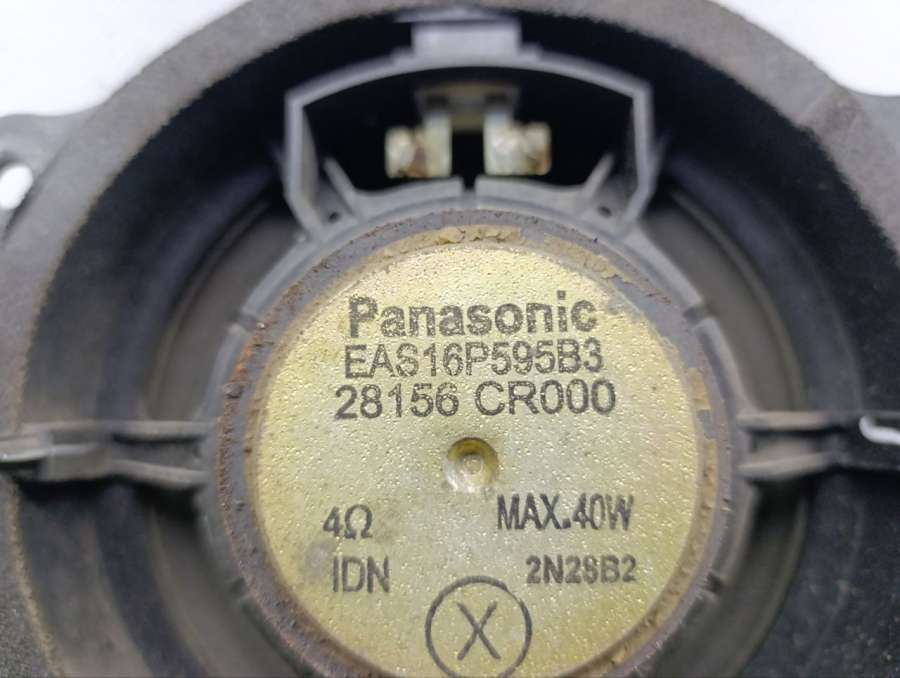 Panasonic
EAS16P595B3
28156 CR000
4Ω MAX.40W
IDN 2N28B2
X